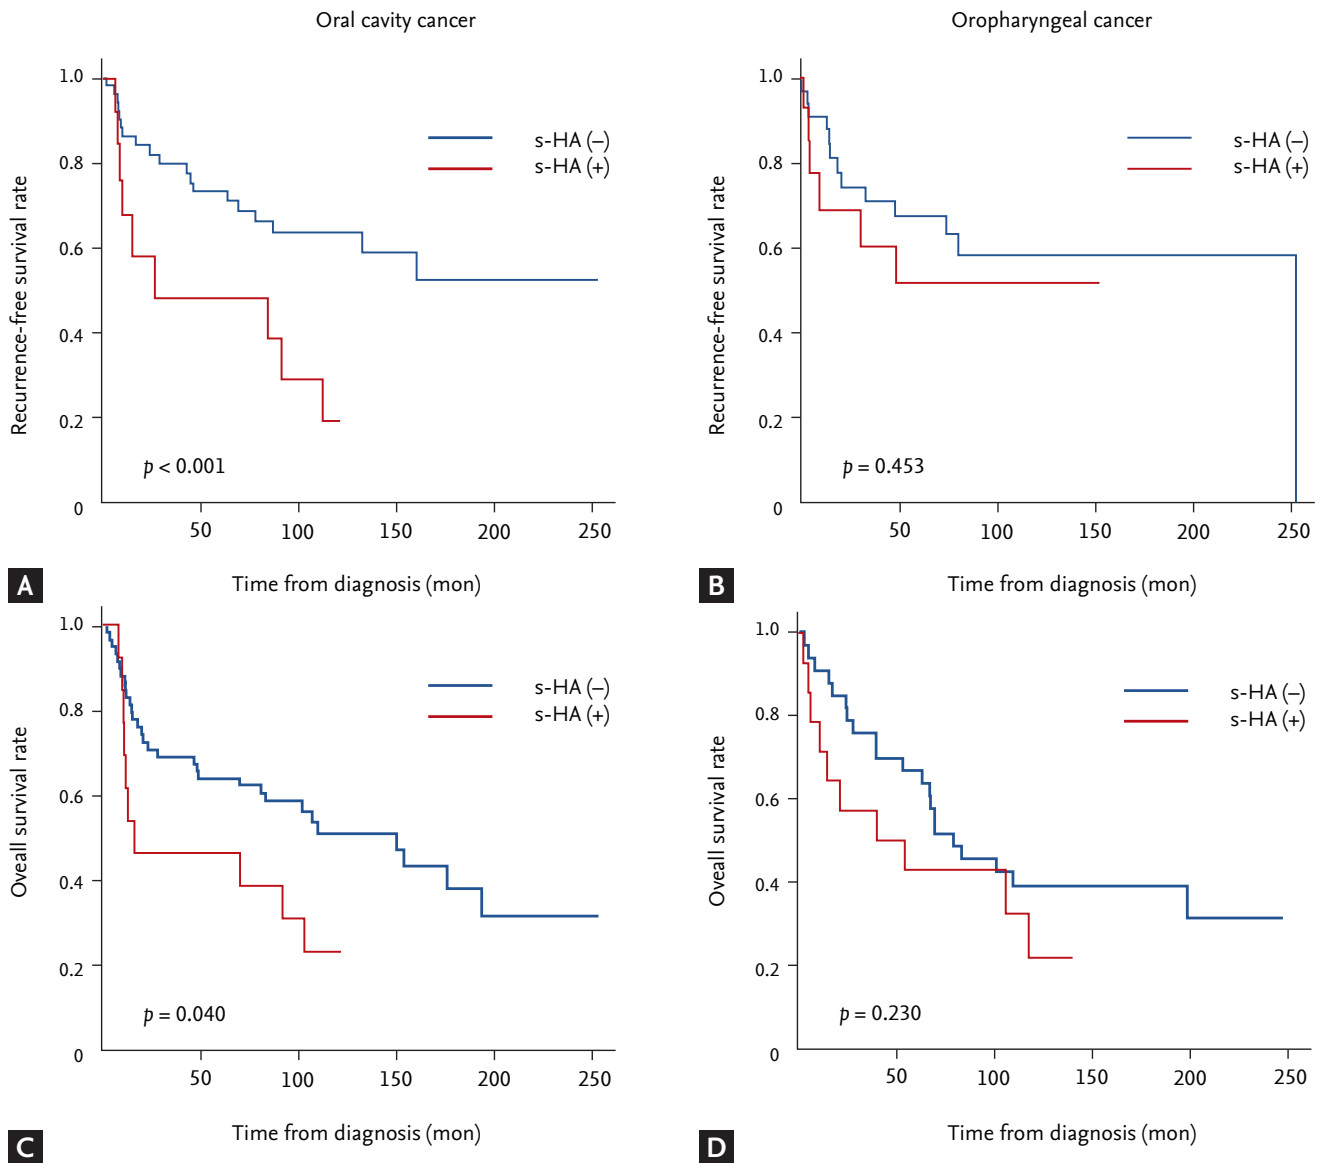 Oral cavity cancer
Recurrence-free survival rate
1.0
0.8
0.6
0.4
0.2
0
s-HA (–)
s-HA (+)
p < 0.001
50 100 150 200 250
Time from diagnosis (mon)
A
Oropharyngeal cancer
Recurrence-free survival rate
1.0
0.8
0.6
0.4
0.2
0
s-HA (–)
s-HA (+)
p = 0.453
50 100 150 200 250
Time from diagnosis (mon)
B
Oveall survival rate
1.0
0.8
0.6
0.4
0.2
0
s-HA (–)
s-HA (+)
p = 0.040
50 100 150 200 250
Time from diagnosis (mon)
C
Oveall survival rate
1.0
0.8
0.6
0.4
0.2
0
s-HA (–)
s-HA (+)
p = 0.230
50 100 150 200 250
Time from diagnosis (mon)
D